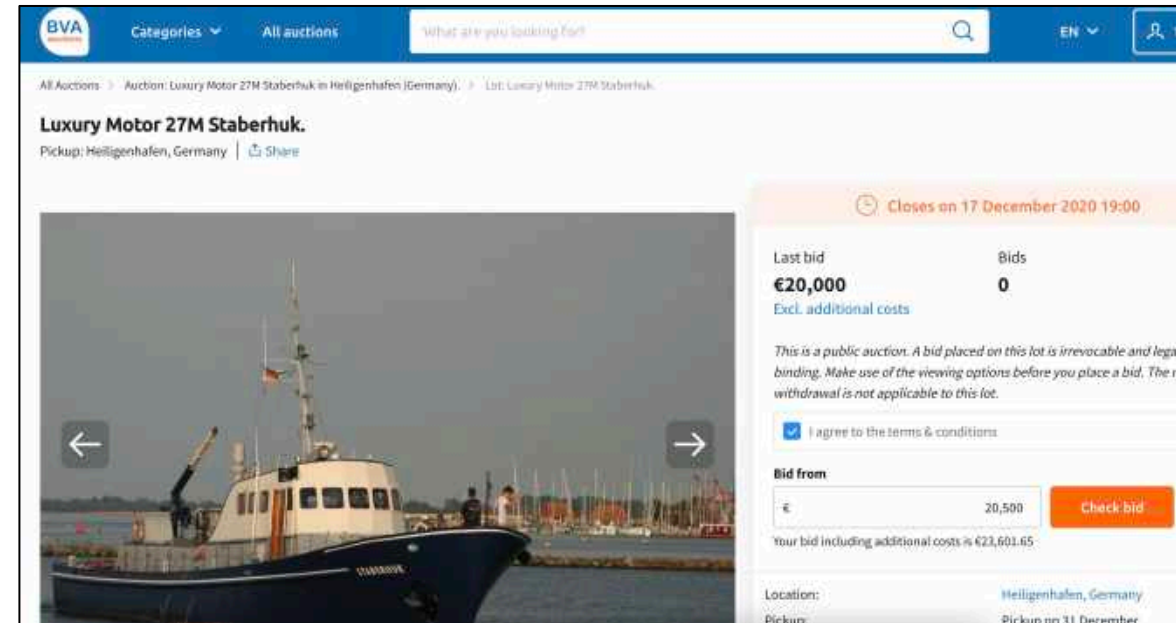 BVA
Categories
All auctions
What are you looking for?
EN
All Auctions > Auction: Luxury Motor 27M Staberhuk in Heiligenhafen (Germany). > Lot: Luxury Motor 27M Staberhuk.
Luxury Motor 27M Staberhuk.
Pickup: Heiligenhafen, Germany | Share
Closes on 17 December 2020 19:00
Last bid Bids
€20,000 0
Excl. additional costs
This is a public auction. A bid placed on this lot is irrevocable and lega
binding. Make use of the viewing options before you place a bid. The r
withdrawal is not applicable to this lot.
I agree to the terms & conditions
Bid from
€ 20,500 Check bid
Your bid including additional costs is €23,601.65
STABERHUK
Location: Heiligenhafen, Germany
Pickup: Pickup on 31 December